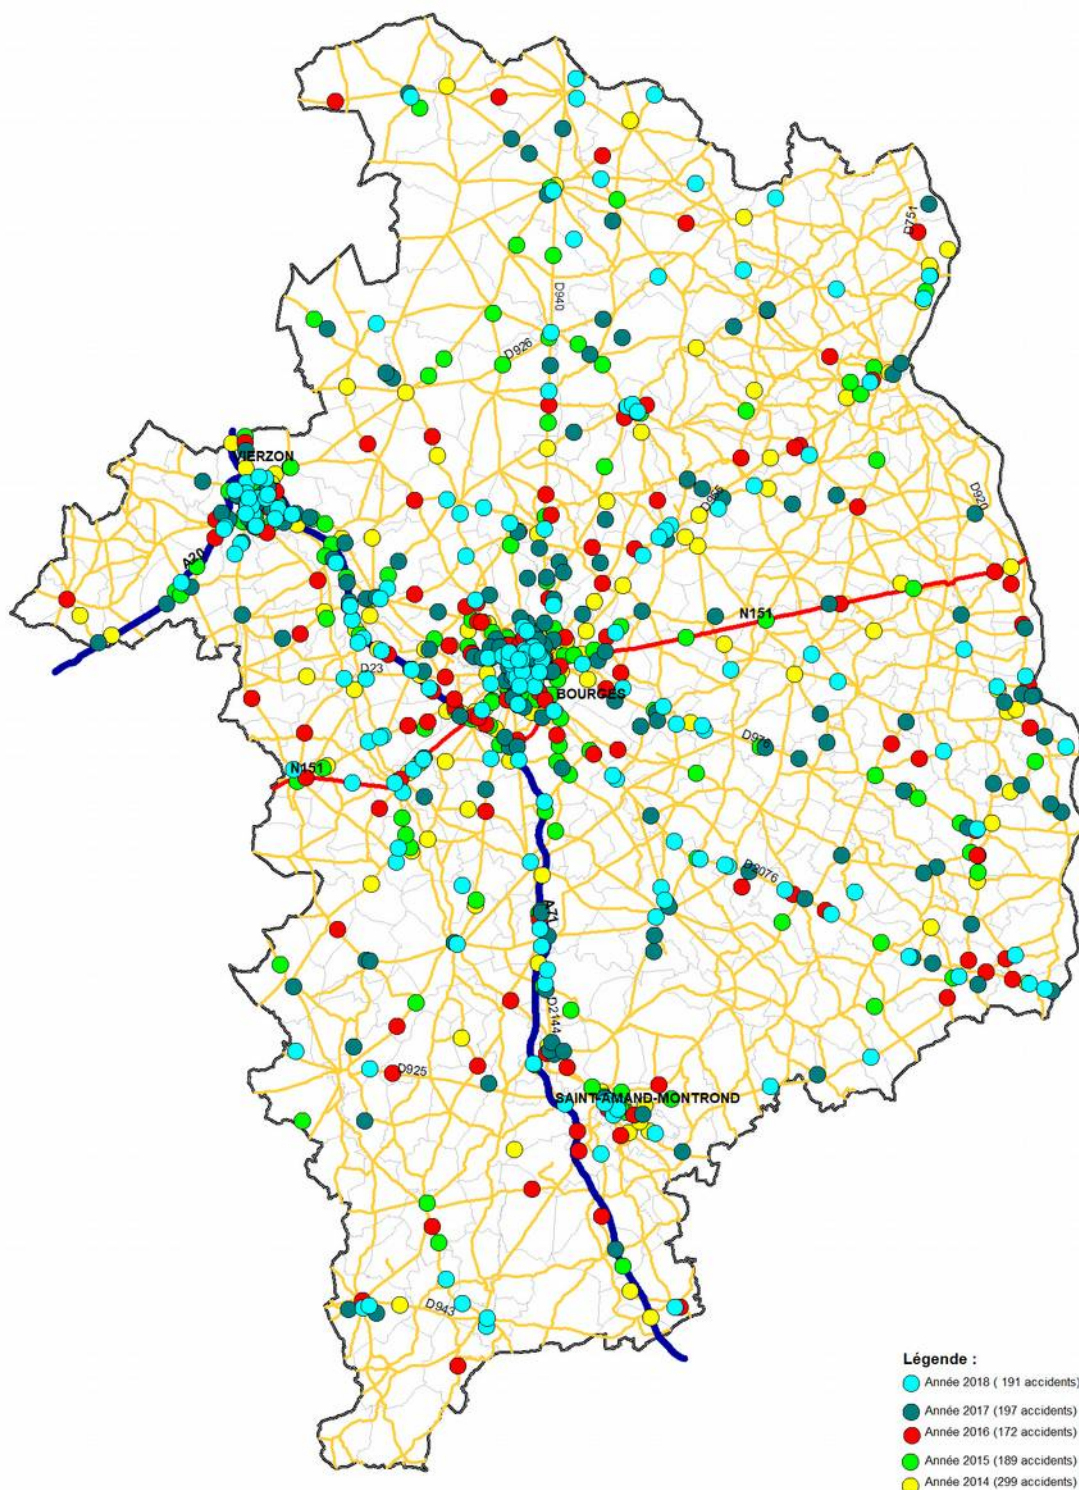 D751
D940
D926
VIERZON
D955
D920
A20
N151
D23
BOURGES
D976
N151
D2076
A71
D2144
D925
SAINT-AMAND-MONTROND
D943
Légende :
Année 2018 ( 191 accidents)
Année 2017 (197 accidents)
Année 2016 (172 accidents)
Année 2015 (189 accidents)
Année 2014 (299 accidents)